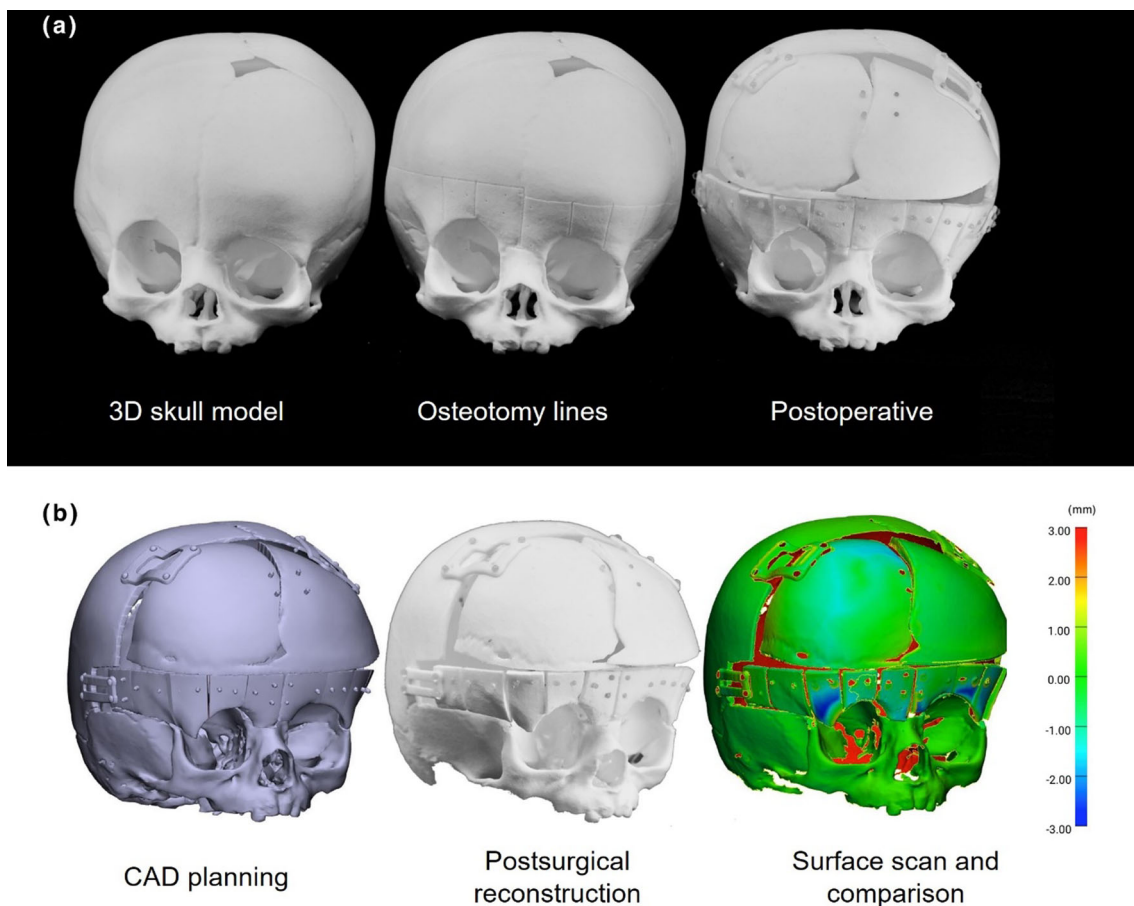 (a)
3D skull model
Osteotomy lines
Postoperative
(b)
(mm)
3.00
2.00
1.00
0.00
-1.00
-2.00
-3.00
CAD planning
Postsurgical
reconstruction
Surface scan and
comparison